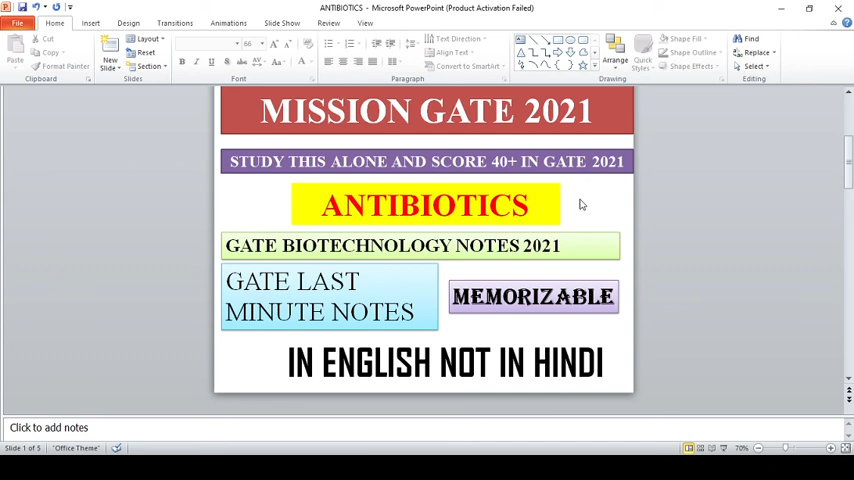 ANTIBIOTICS - Microsoft PowerPoint (Product Activation Failed)
File Home Insert Design Transitions Animations Slide Show Review View
Paste
Cut
Copy
Format Painter
Clipboard
New
Slide
Layout
Reset
Section
Slides
66
B I U S abc AV Aa A
Font
Paragraph
Text Direction
Align Text
Convert to SmartArt
Drawing
Arrange
Quick
Styles
Shape Fill
Shape Outline
Shape Effects
Find
Replace
Select
Editing
MISSION GATE 2021
STUDY THIS ALONE AND SCORE 40+ IN GATE 2021
ANTIBIOTICS
GATE BIOTECHNOLOGY NOTES 2021
GATE LAST
MINUTE NOTES
MEMORIZABLE
IN ENGLISH NOT IN HINDI
Click to add notes
Slide 1 of 5 "Office Theme" 70%